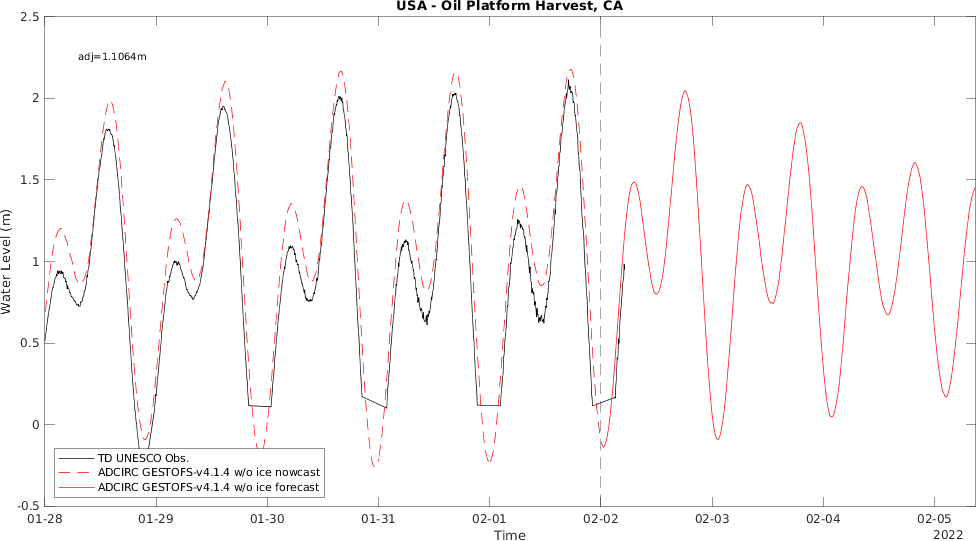 USA - Oil Platform Harvest, CA
adj=1.1064m
2.5
2
1.5
1
0.5
0
-0.5
Water Level (m)
TD UNESCO Obs.
ADCIRC GESTOFS-v4.1.4 w/o ice nowcast
ADCIRC GESTOFS-v4.1.4 w/o ice forecast
01-28 01-29 01-30 01-31 02-01 02-02 02-03 02-04 02-05
Time
2022